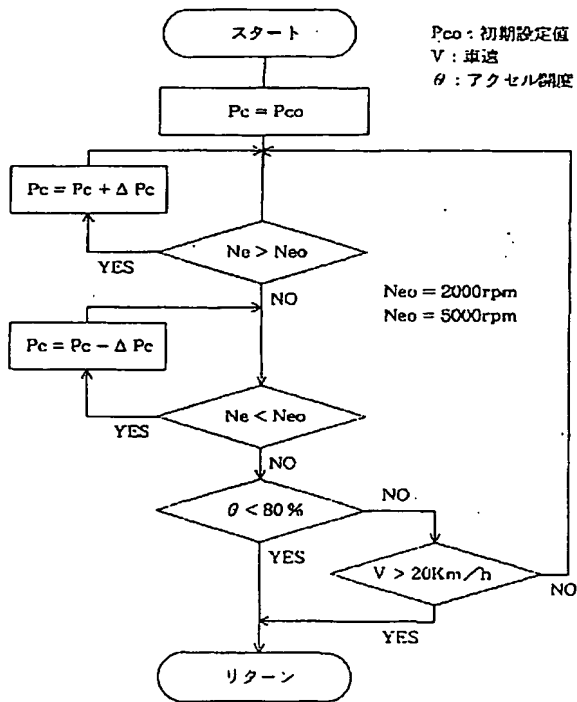 スタート
Pco : 初期設定値
V : 車速
θ : アクセル開度
Pc = Pco
Pc = Pc + Δ Pc
Ne > Neo
YES
NO
Neo = 2000rpm
Neo = 5000rpm
Pc = Pc − Δ Pc
Ne < Neo
YES
NO
θ < 80 %
NO
YES
V > 20Km/h
NO
YES
リターン